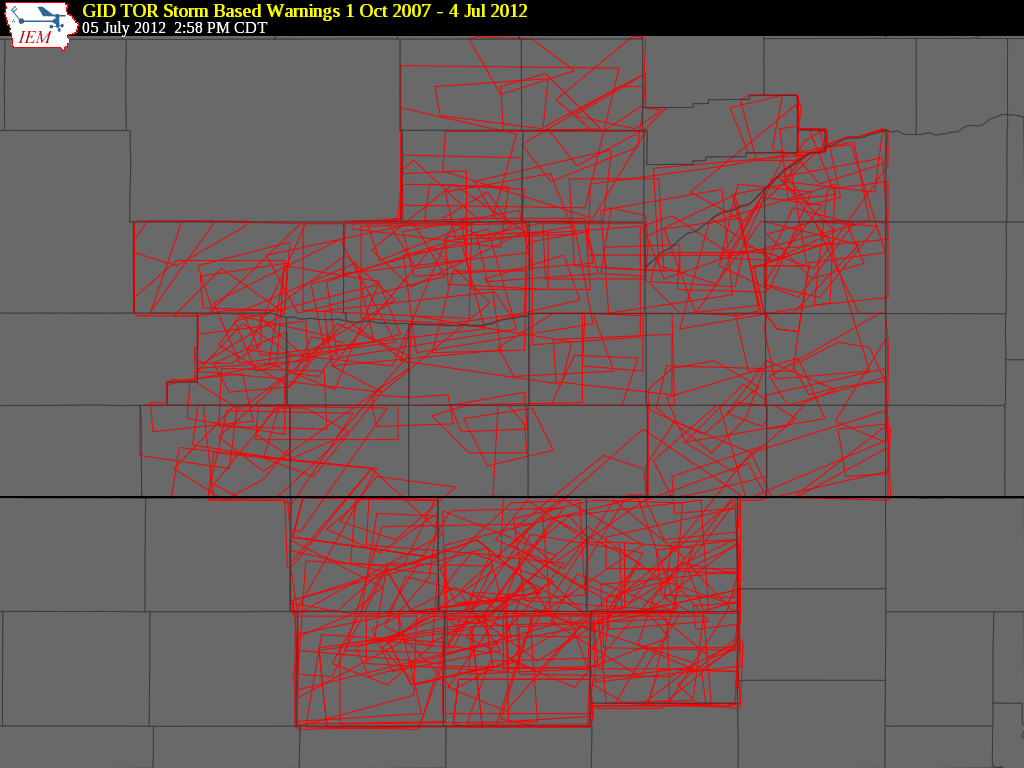 GID TOR Storm Based Warnings 1 Oct 2007 - 4 Jul 2012
05 July 2012 2:58 PM CDT
IEM